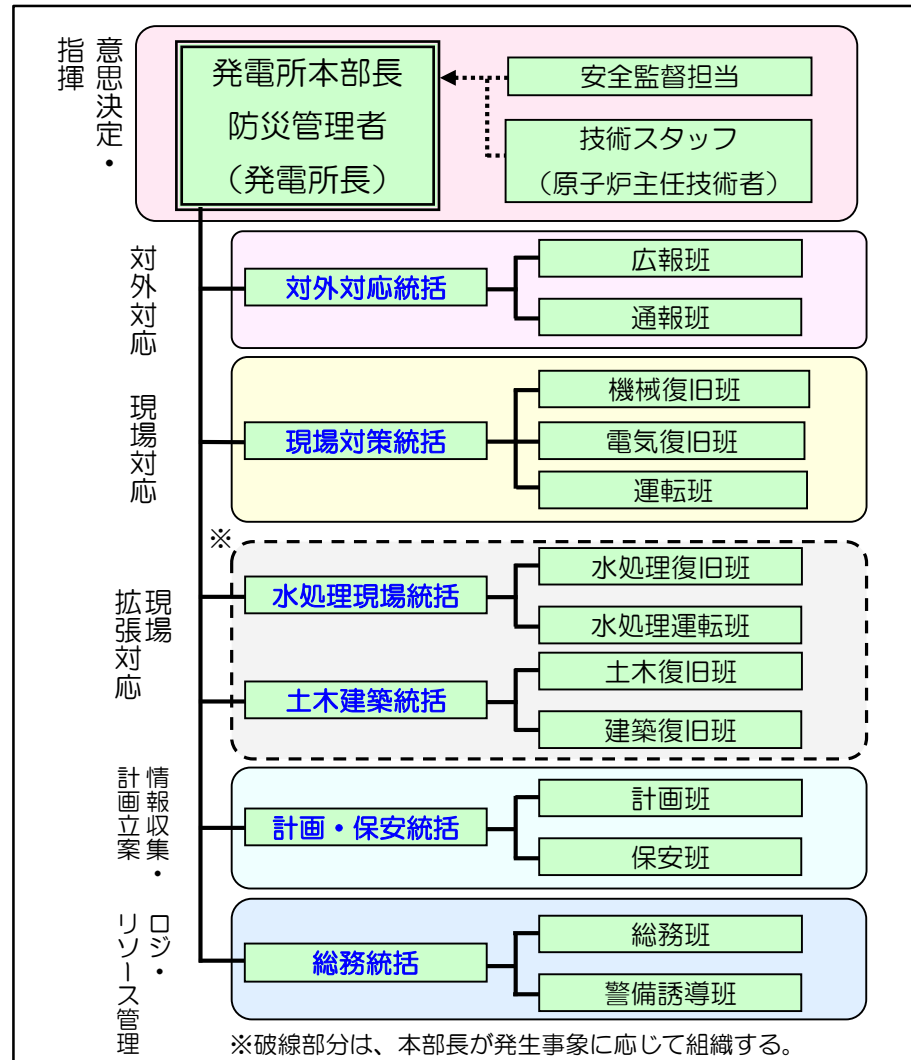 意思決定・
指揮
発電所本部長
防災管理者
（発電所長）
安全監督担当
技術スタッフ
（原子炉主任技術者）
対外対応
対外対応統括
広報班
通報班
現場対応
現場対策統括
機械復旧班
電気復旧班
運転班
※
現場
拡張対応
水処理現場統括
水処理復旧班
水処理運転班
土木建築統括
土木復旧班
建築復旧班
情報収集・
計画立案
計画・保安統括
計画班
保安班
ロジ・
リソース管理
総務統括
総務班
警備誘導班
※破線部分は、本部長が発生事象に応じて組織する。